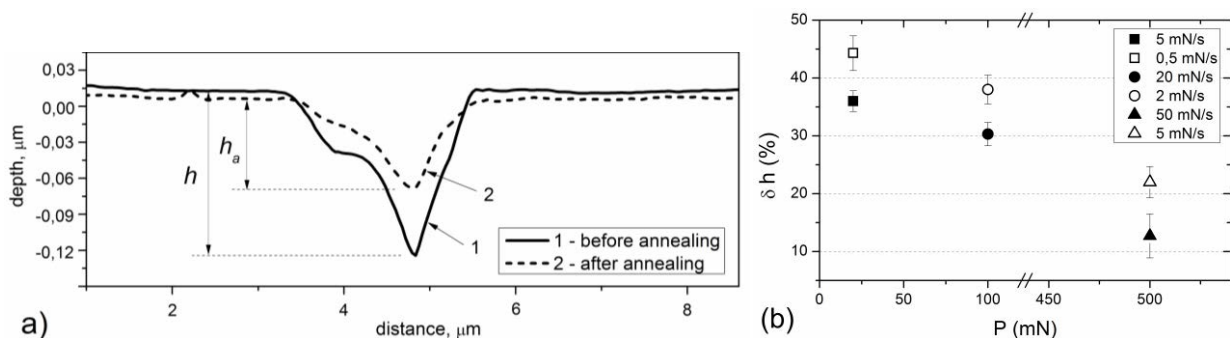 0,03
0,00
-0,03
-0,06
-0,09
-0,12
depth, μm
h
hₐ
2
1
1 - before annealing
2 - after annealing
2
4
6
8
distance, μm
a)
50
40
30
20
10
δ h (%)
5 mN/s
0,5 mN/s
20 mN/s
2 mN/s
50 mN/s
5 mN/s
0
50
100
450
500
P (mN)
(b)